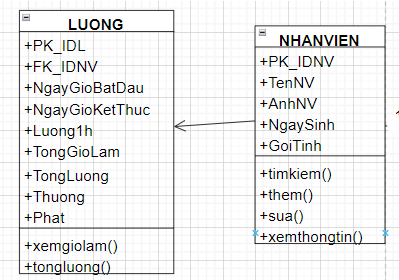 LUONG
+PK_IDL
+FK_IDNV
+NgayGioBatDau
+NgayGioKetThuc
+Luong1h
+TongGioLam
+TongLuong
+Thuong
+Phat
+xemgiolam()
+tongluong()
NHANVIEN
+PK_IDNV
+TenNV
+AnhNV
+NgaySinh
+GoiTinh
+timkiem()
+them()
+sua()
+xemthongtin()